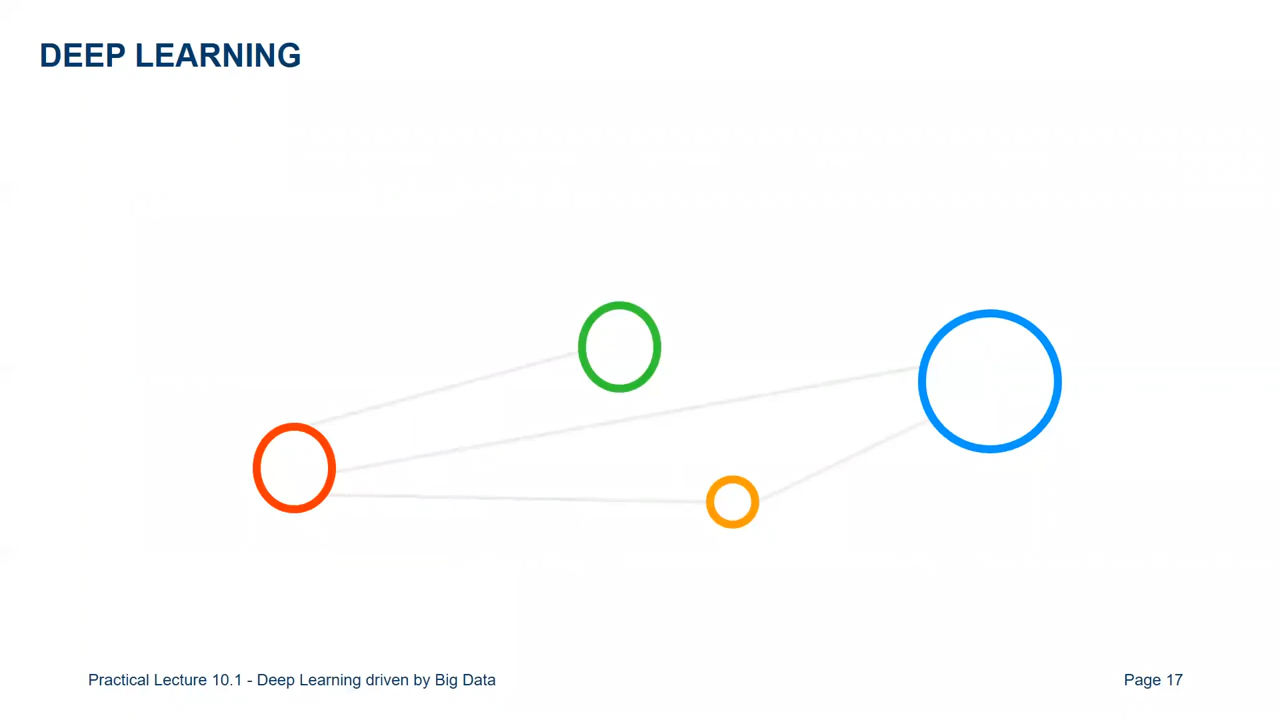 DEEP LEARNING
Practical Lecture 10.1 - Deep Learning driven by Big Data
Page 17